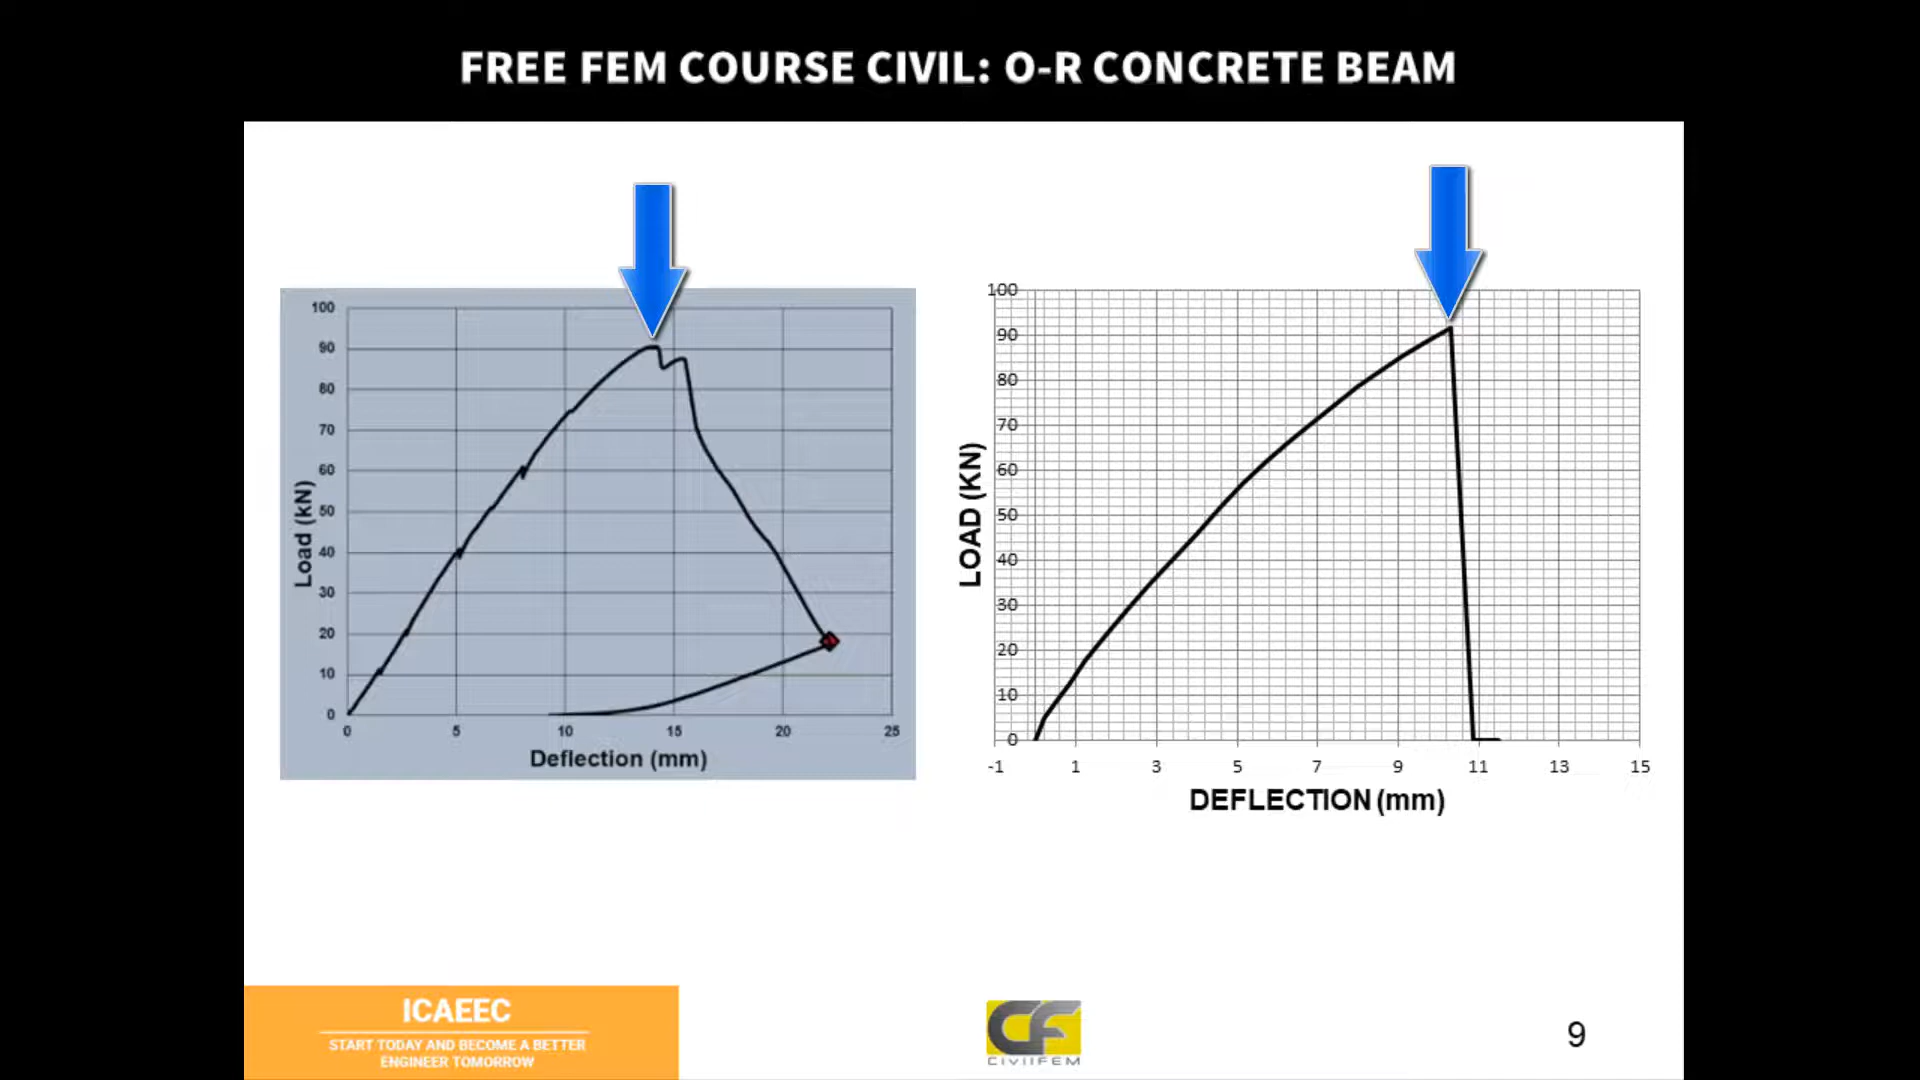 FREE FEM COURSE CIVIL: O-R CONCRETE BEAM
100
90
80
70
60
50
40
30
20
10
0
Load (kN)
0 5 10 15 20 25
Deflection (mm)
100
90
80
70
60
50
40
30
20
10
0
LOAD (KN)
-1 1 3 5 7 9 11 13 15
DEFLECTION (mm)
ICAEEC
START TODAY AND BECOME A BETTER
ENGINEER TOMORROW
CF
CIVILFEM
9